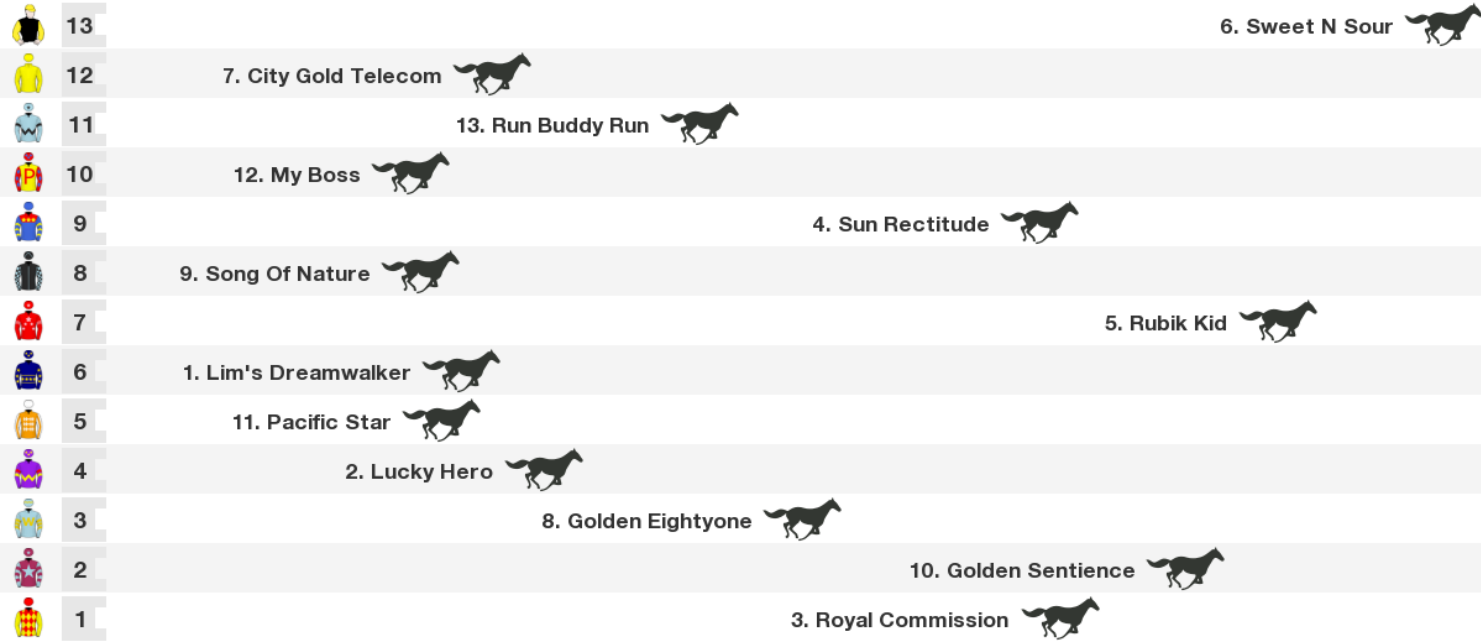 13 6. Sweet N Sour
12 7. City Gold Telecom
11 13. Run Buddy Run
10 12. My Boss
9 4. Sun Rectitude
8 9. Song Of Nature
7 5. Rubik Kid
6 1. Lim's Dreamwalker
5 11. Pacific Star
4 2. Lucky Hero
3 8. Golden Eightyone
2 10. Golden Sentience
1 3. Royal Commission